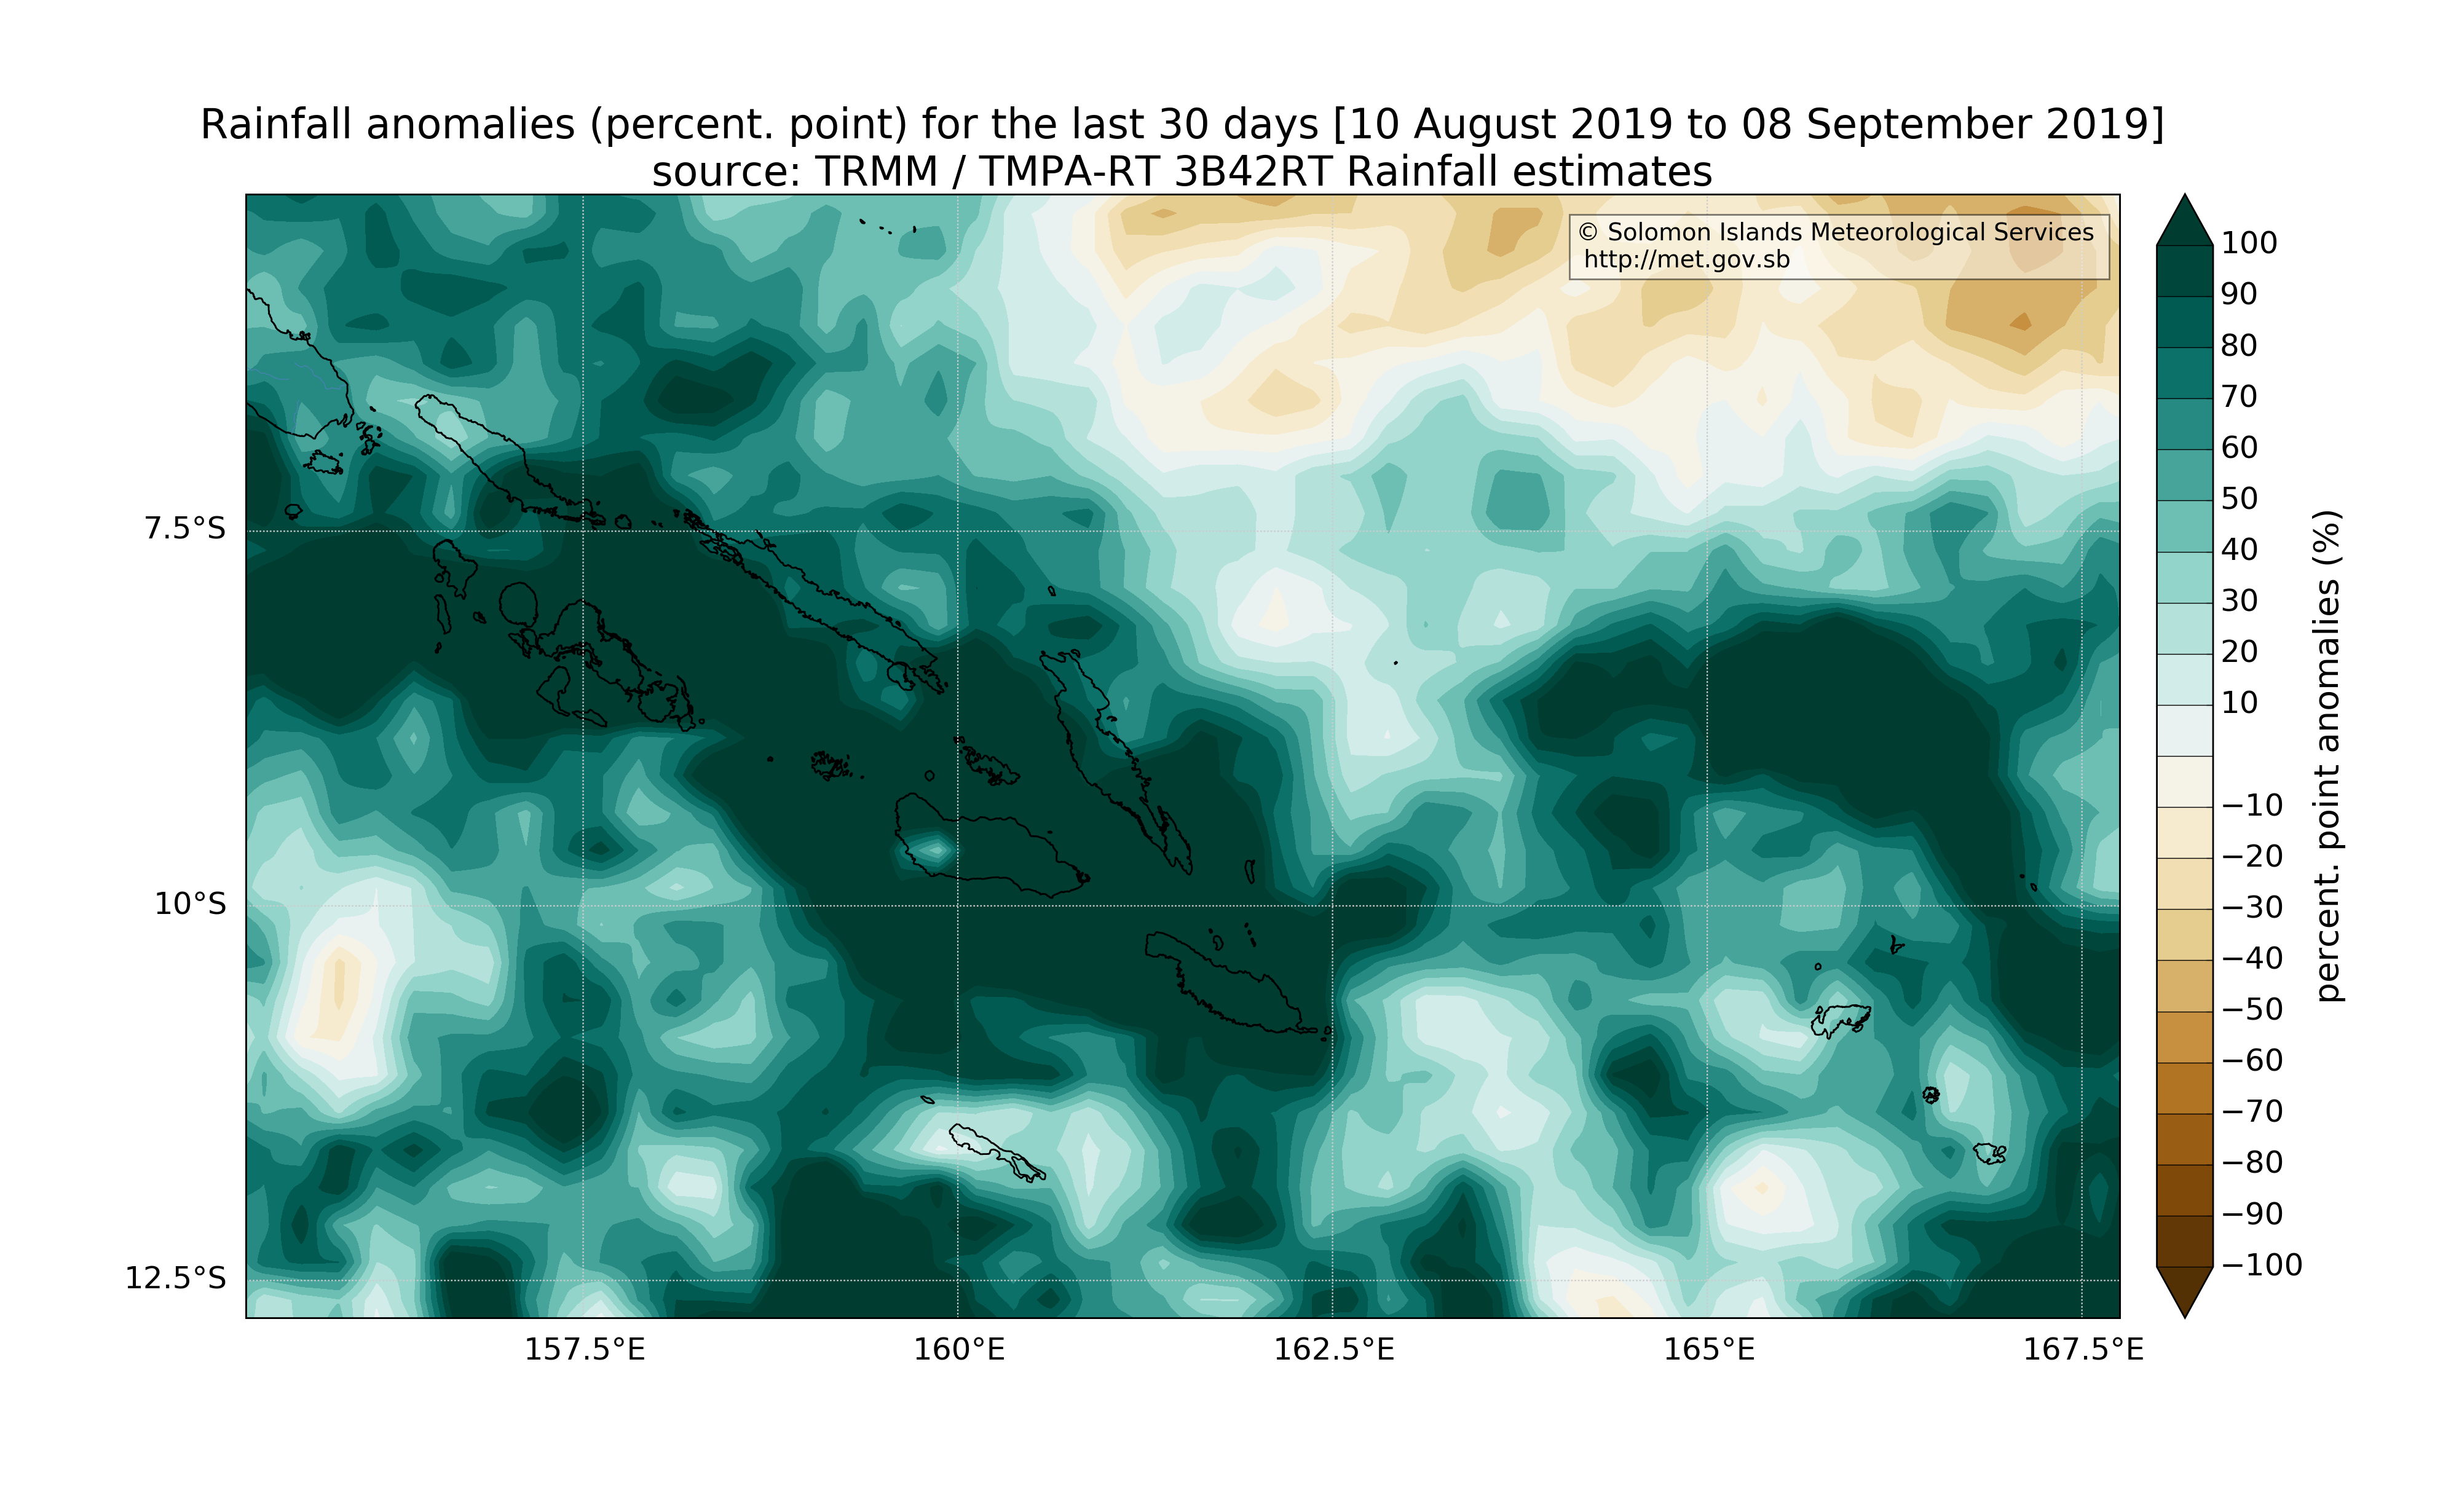 Rainfall anomalies (percent. point) for the last 30 days [10 August 2019 to 08 September 2019]
source: TRMM / TMPA-RT 3B42RT Rainfall estimates
© Solomon Islands Meteorological Services
http://met.gov.sb
7.5°S
10°S
12.5°S
157.5°E
160°E
162.5°E
165°E
167.5°E
100
90
80
70
60
50
40
30
20
10
−10
−20
−30
−40
−50
−60
−70
−80
−90
−100
percent. point anomalies (%)